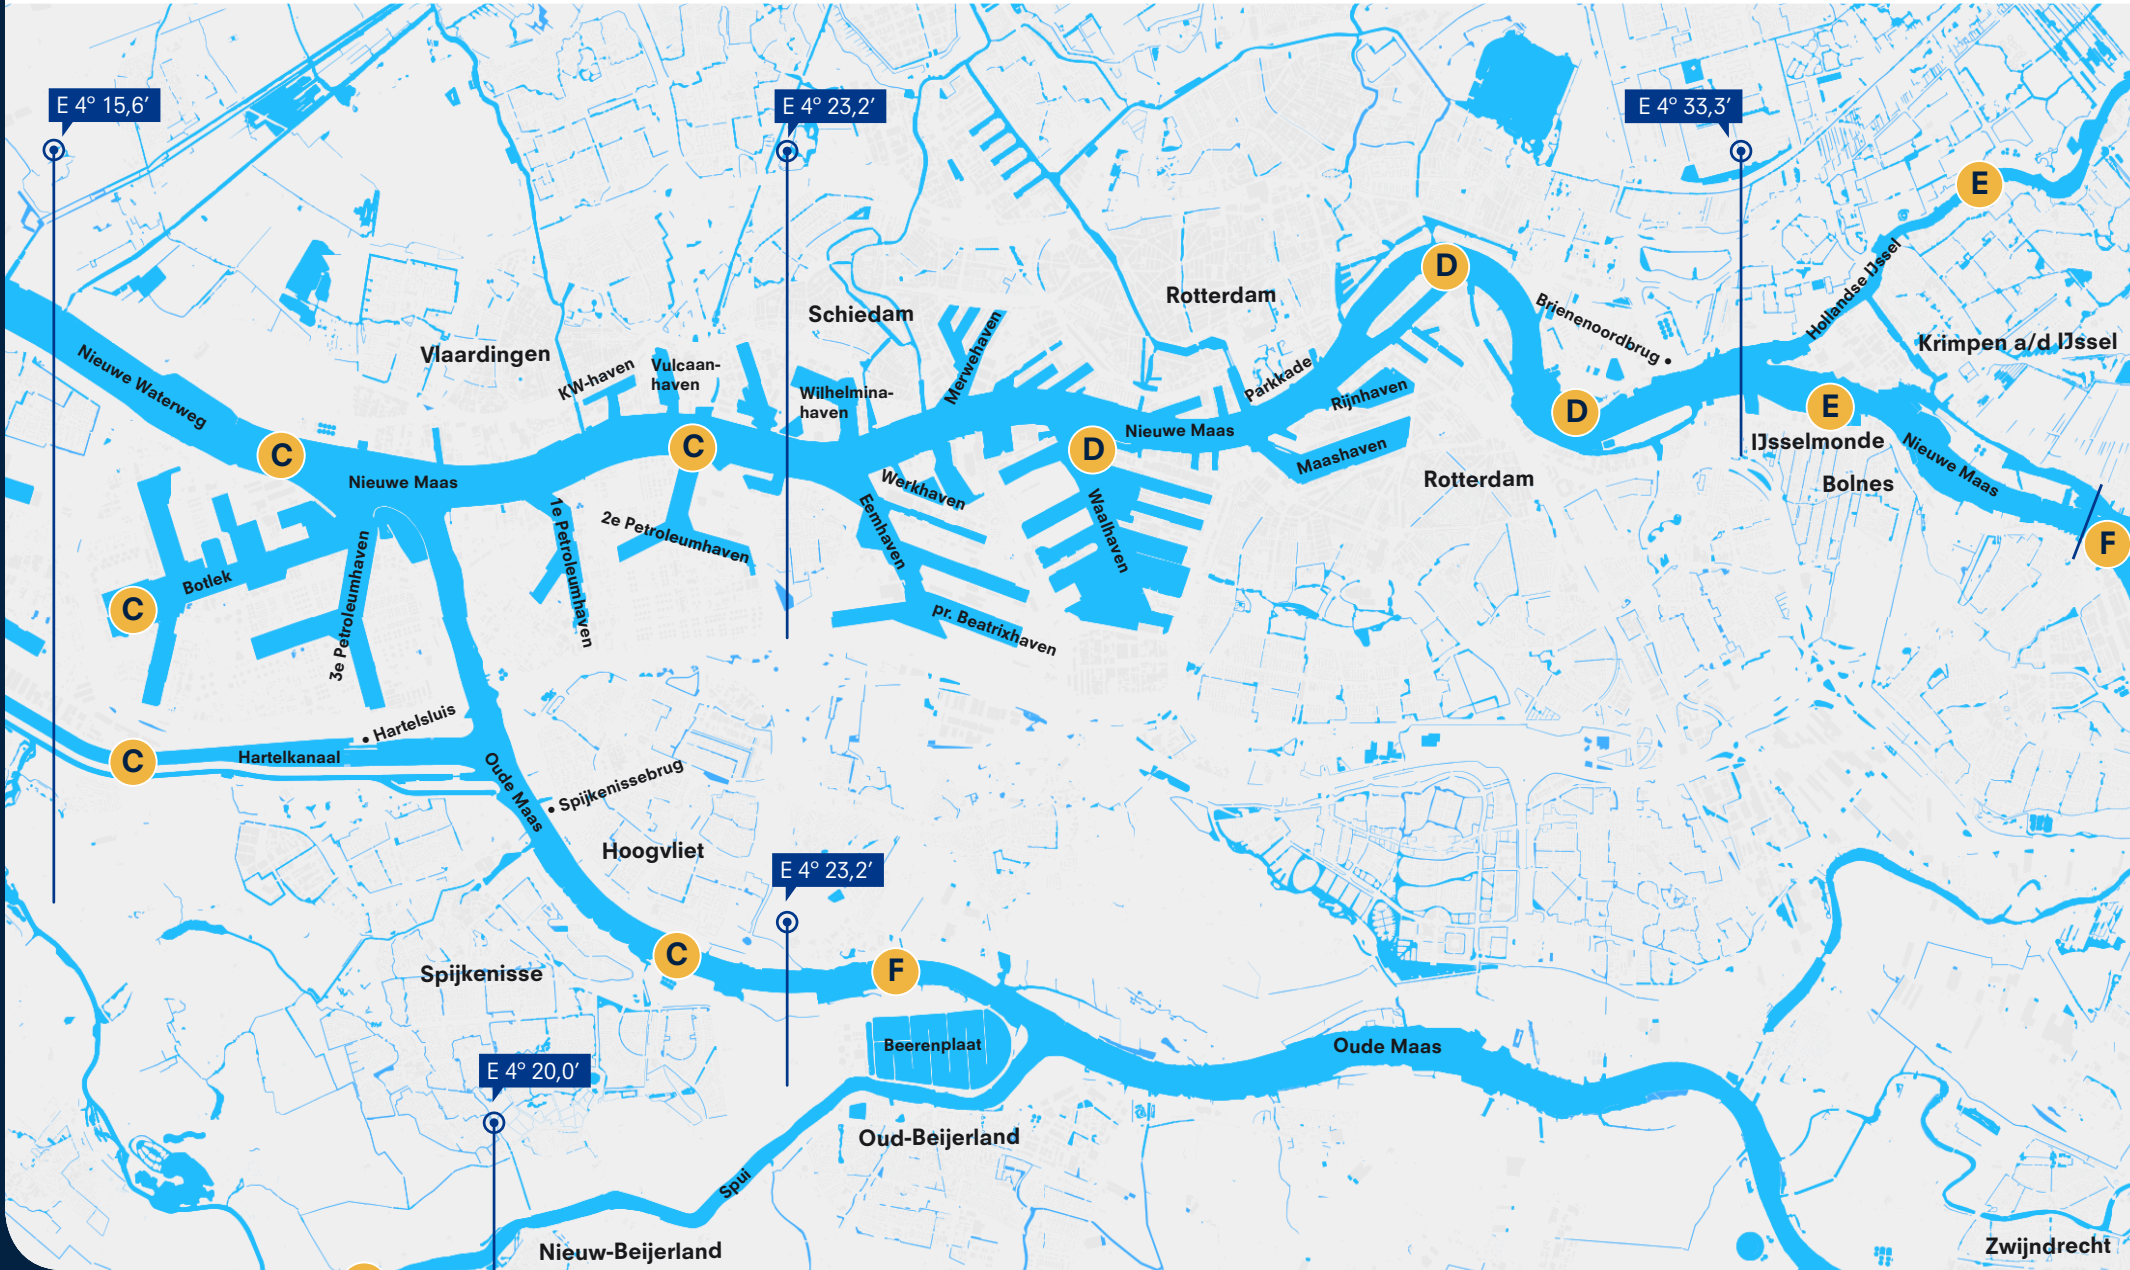 E 4° 15,6’
E 4° 23,2’
E 4° 33,3’
E
D
Hollandse IJssel
Rotterdam
Schiedam
Brienenoordbrug
Krimpen a/d IJssel
Vlaardingen
Nieuwe Waterweg
KW-haven
Vulcaan-
haven
Wilhelmina-
haven
Merwehaven
Parkkade
Rijnhaven
D
E
Nieuwe Maas
IJsselmonde
C
C
D
Maashaven
Nieuwe Maas
Rotterdam
Bolnes
Nieuwe Maas
Werkhaven
Eemhaven
Waalhaven
1e Petroleumhaven
2e Petroleumhaven
F
Botlek
3e Petroleumhaven
C
pr. Beatrixhaven
Hartelsluis
C
Hartelkanaal
Oude Maas
Spijkenissebrug
Hoogvliet
E 4° 23,2’
C
F
Spijkenisse
Beerenplaat
Oude Maas
E 4° 20,0’
Oud-Beijerland
Spui
Nieuw-Beijerland
Zwijndrecht